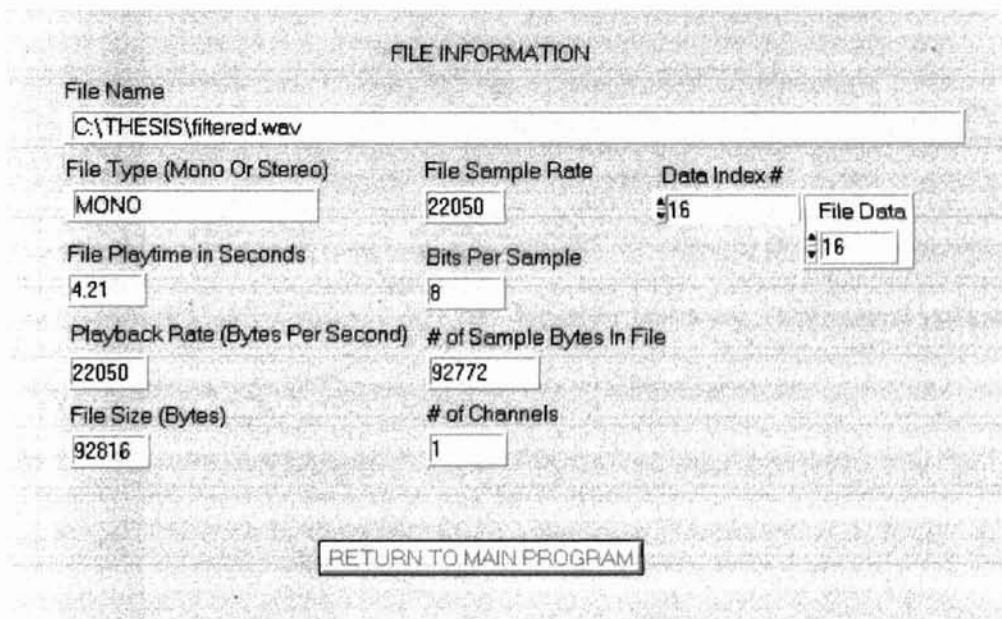 FILE INFORMATION
File Name
C:\THESIS\filtered.wav
File Type (Mono Or Stereo)
MONO
File Sample Rate
22050
Data Index #
16
File Data
16
File Playtime in Seconds
4.21
Bits Per Sample
8
Playback Rate (Bytes Per Second)
22050
# of Sample Bytes In File
92772
File Size (Bytes)
92816
# of Channels
1
RETURN TO MAIN PROGRAM